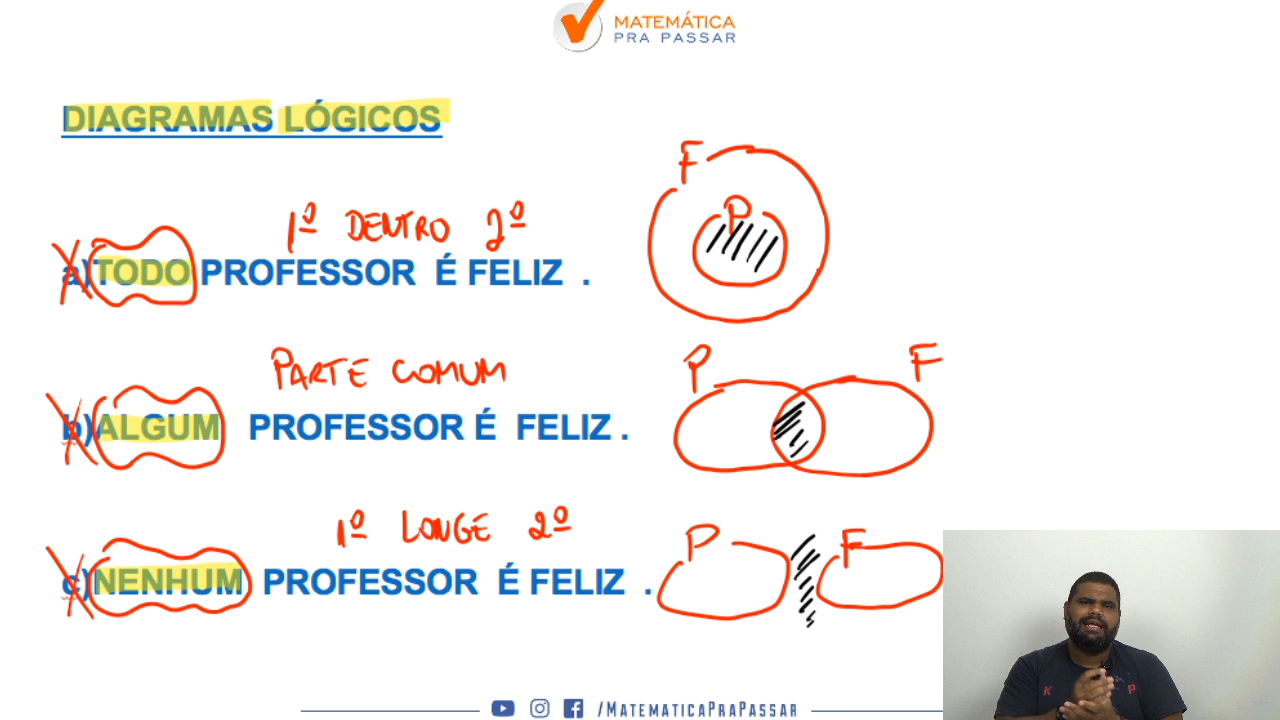 MATEMÁTICA
PRA PASSAR
DIAGRAMAS LÓGICOS
F
P
1º DENTRO 2º
a)TODO PROFESSOR É FELIZ .
PARTE COMUM
P F
b)ALGUM PROFESSOR É FELIZ .
1º LONGE 2º
P F
c)NENHUM PROFESSOR É FELIZ .
K P
/MATEMATICAPRAPASSAR